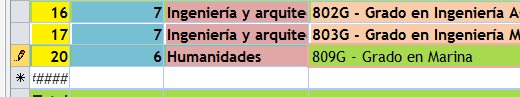 16 7 Ingeniería y arquite 802G - Grado en Ingeniería A
17 7 Ingeniería y arquite 803G - Grado en Ingeniería M
20 6 Humanidades 809G - Grado en Marina
#####